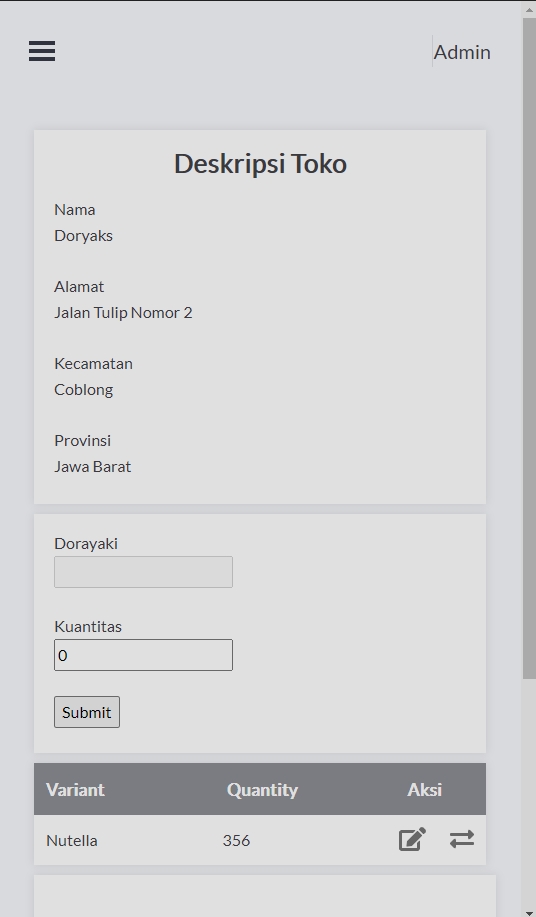 Admin
Deskripsi Toko
Nama
Doryaks
Alamat
Jalan Tulip Nomor 2
Kecamatan
Coblong
Provinsi
Jawa Barat
Dorayaki
Kuantitas
0
Submit
Variant Quantity Aksi
Nutella 356